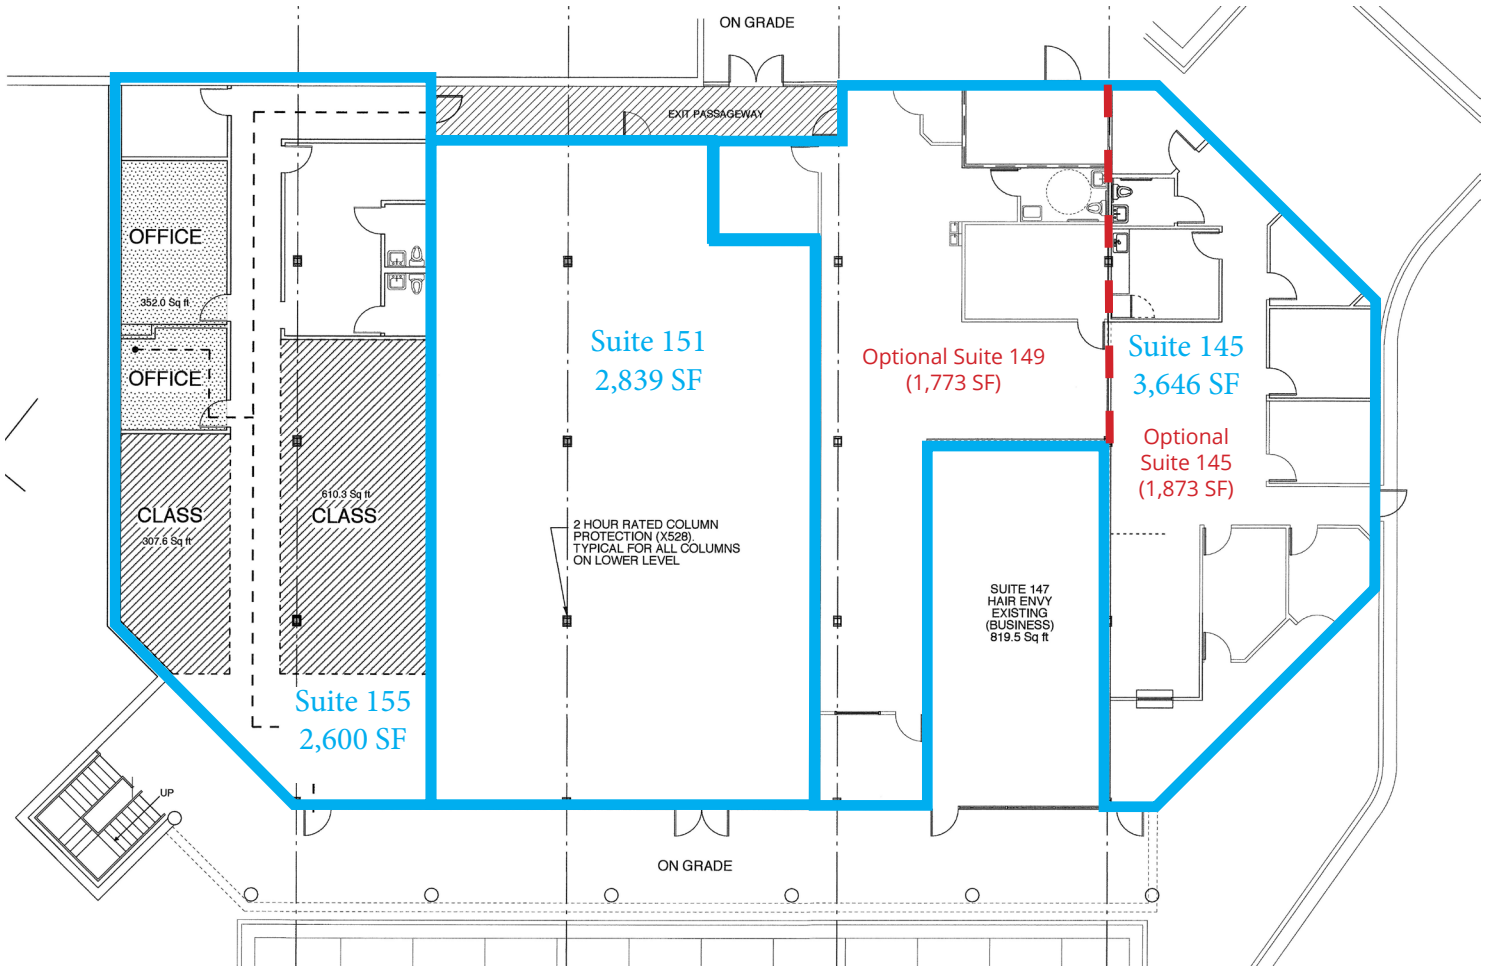 ON GRADE
EXIT PASSAGEWAY
OFFICE
352.0 Sq ft
OFFICE
CLASS
307.6 Sq ft
610.3 Sq ft
CLASS
Suite 155
2,600 SF
Suite 151
2,839 SF
2 HOUR RATED COLUMN
PROTECTION (X528).
TYPICAL FOR ALL COLUMNS
ON LOWER LEVEL
Optional Suite 149
(1,773 SF)
Suite 145
3,646 SF
Optional
Suite 145
(1,873 SF)
SUITE 147
HAIR ENVY
EXISTING
(BUSINESS)
819.5 Sq ft
UP
ON GRADE